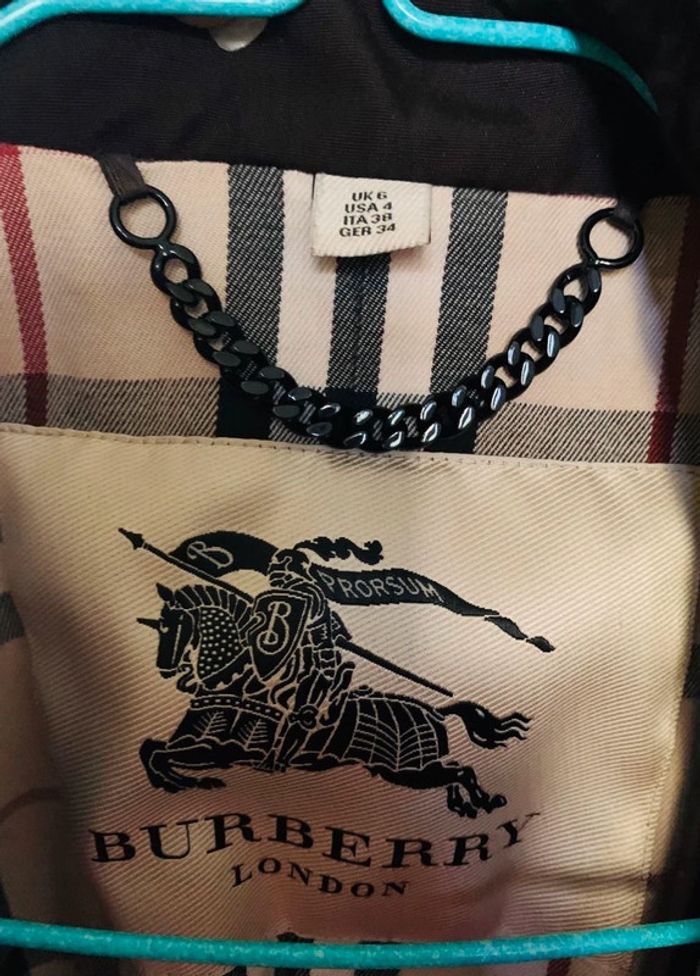 UK 6
USA 4
ITA 38
GER 34
B PRORSUM
B
BURBERRY
LONDON